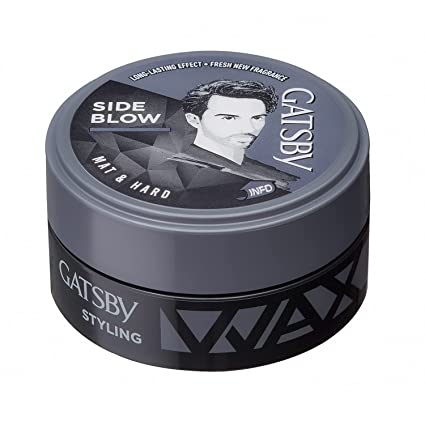 LONG-LASTING EFFECT • FRESH NEW FRAGRANCE
SIDE
BLOW
GATSBY
MAT & HARD
INFO
GATSBY
STYLING
WAX